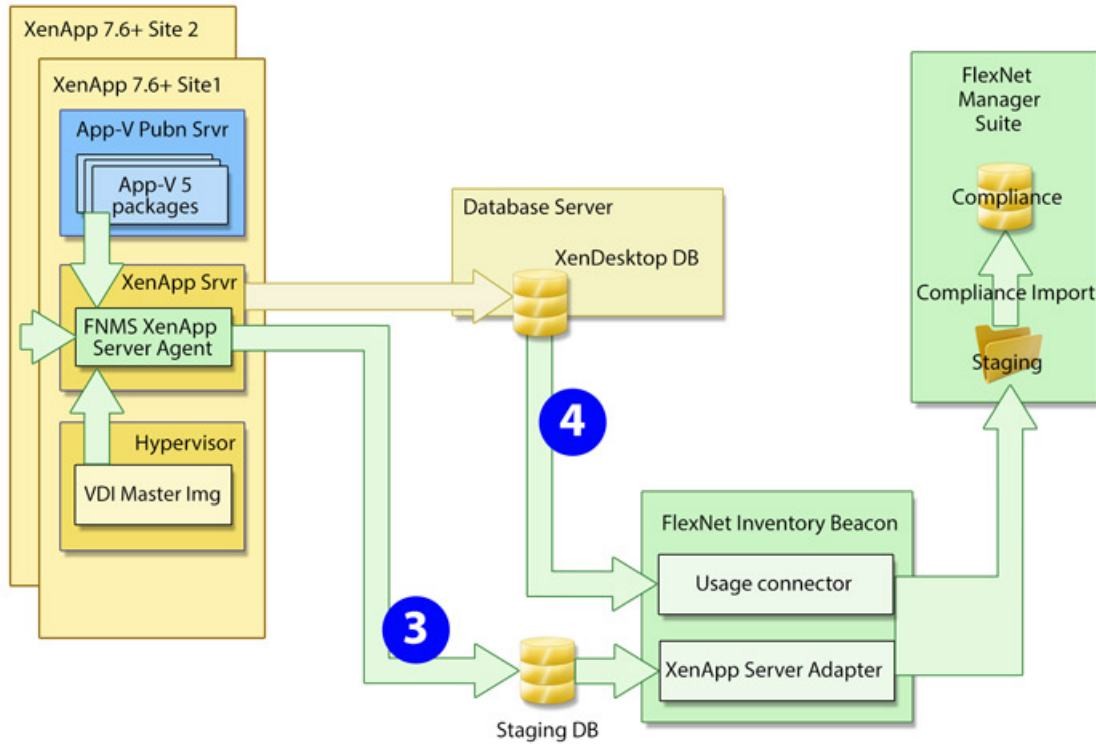 XenApp 7.6+ Site 2
XenApp 7.6+ Site1
App-V Pubn Srvr
App-V 5
packages
XenApp Srvr
FNMS XenApp
Server Agent
Hypervisor
VDI Master Img
Database Server
XenDesktop DB
4
3
Staging DB
FlexNet Inventory Beacon
Usage connector
XenApp Server Adapter
FlexNet
Manager
Suite
Compliance
Compliance Import
Staging